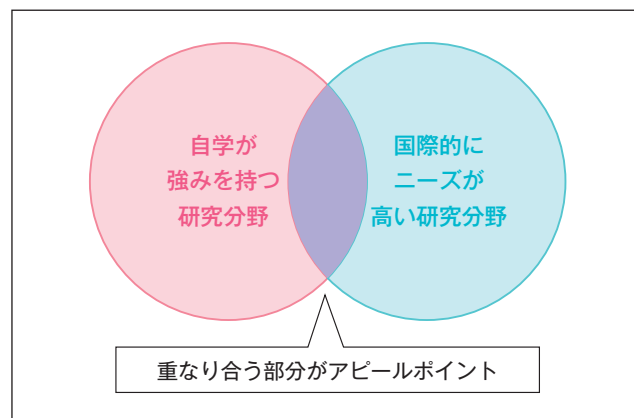 自学が
強みを持つ
研究分野
国際的に
ニーズが
高い研究分野
重なり合う部分がアピールポイント